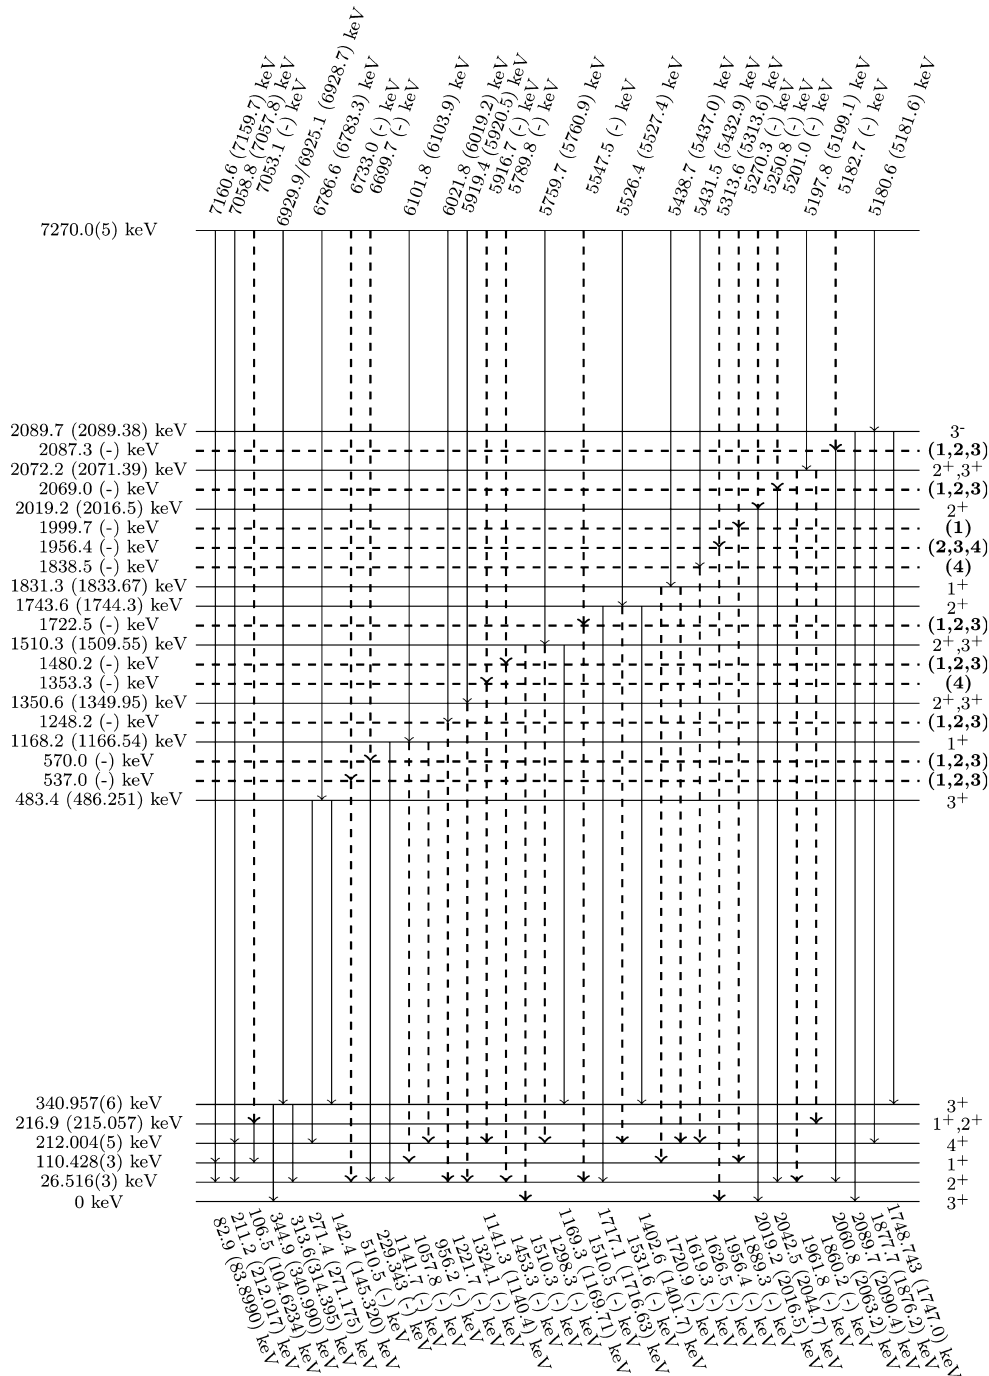 7160.6 (7159.7) keV
7058.8 (7057.8) keV
7053.1 (-) keV
6929.9/6925.1 (6928.7) keV
6786.6 (6783.3) keV
6733.0 (-) keV
6699.7 (-) keV
6101.8 (6103.9) keV
6021.8 (6019.2) keV
5919.4 (5920.5) keV
5916.7 (-) keV
5789.8 (-) keV
5759.7 (5760.9) keV
5547.5 (-) keV
5526.4 (5527.4) keV
5438.7 (5437.0) keV
5431.5 (5432.9) keV
5313.6 (5313.6) keV
5270.3 (-) keV
5250.8 (-) keV
5201.0 (-) keV
5197.8 (5199.1) keV
5182.7 (-) keV
5180.6 (5181.6) keV
7270.0(5) keV
2089.7 (2089.38) keV 3⁻
2087.3 (-) keV (1,2,3)
2072.2 (2071.39) keV 2⁺,3⁺
2069.0 (-) keV (1,2,3)
2019.2 (2016.5) keV 2⁺
1999.7 (-) keV (1)
1956.4 (-) keV (2,3,4)
1838.5 (-) keV (4)
1831.3 (1833.67) keV 1⁺
1743.6 (1744.3) keV 2⁺
1722.5 (-) keV (1,2,3)
1510.3 (1509.55) keV 2⁺,3⁺
1480.2 (-) keV (1,2,3)
1353.3 (-) keV (4)
1350.6 (1349.95) keV 2⁺,3⁺
1248.2 (-) keV (1,2,3)
1168.2 (1166.54) keV 1⁺
570.0 (-) keV (1,2,3)
537.0 (-) keV (1,2,3)
483.4 (486.251) keV 3⁺
340.957(6) keV 3⁺
216.9 (215.057) keV 1⁺,2⁺
212.004(5) keV 4⁺
110.428(3) keV 1⁺
26.516(3) keV 2⁺
0 keV 3⁺
82.9 (83.8990) keV
211.2 (212.017) keV
106.5 (104.6234) keV
344.9 (340.990) keV
313.6(314.395) keV
271.4 (271.175) keV
142.4 (145.320) keV
510.5 (-) keV
229.343 (-) keV
1141.7 (-) keV
1057.8 (-) keV
956.2 (-) keV
1221.7 (-) keV
1324.1 (-) keV
1141.3 (1140.4) keV
1453.3 (-) keV
1510.3 (-) keV
1298.3 (-) keV
1169.3 (1169.71) keV
1510.5 (-) keV
1717.1 (1716.63) keV
1531.6 (-) keV
1402.6 (1401.7) keV
1720.9 (-) keV
1619.3 (-) keV
1626.5 (-) keV
1956.4 (-) keV
1889.3 (-) keV
2019.2 (2016.5) keV
2042.5 (2044.7) keV
1961.8 (-) keV
1860.2 (-) keV
2060.8 (2063.2) keV
2089.7 (2090.4) keV
1877.7 (1876.2) keV
1748.743 (1747.0) keV